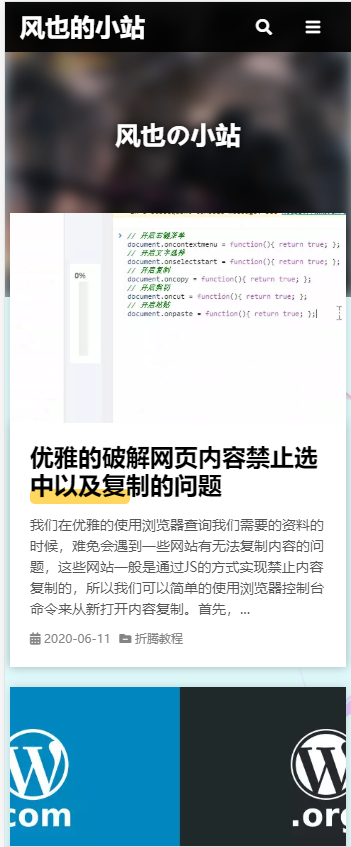 风也的小站
风也の小站
0%
› // 开启右键菜单
document.oncontextmenu = function(){ return true; };
// 开启文字选择
document.onselectstart = function(){ return true; };
// 开启复制
document.oncopy = function(){ return true; };
// 开启剪切
document.oncut = function(){ return true; };
// 开启粘贴
document.onpaste = function(){ return true; };
优雅的破解网页内容禁止选
中以及复制的问题
我们在优雅的使用浏览器查询我们需要的资料的
时候，难免会遇到一些网站有无法复制内容的问
题，这些网站一般是通过JS的方式实现禁止内容
复制的，所以我们可以简单的使用浏览器控制台
命令来从新打开内容复制。首先，...
2020-06-11 折腾教程
com
.org